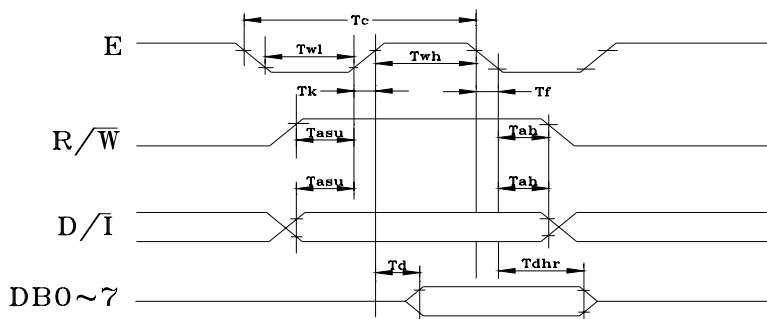 Tc
E
Twl
Twh
Tk
Tf
R/W̅
Tasu
Tah
Tasu
Tah
D/I̅
Td
Tdhr
DB0~7